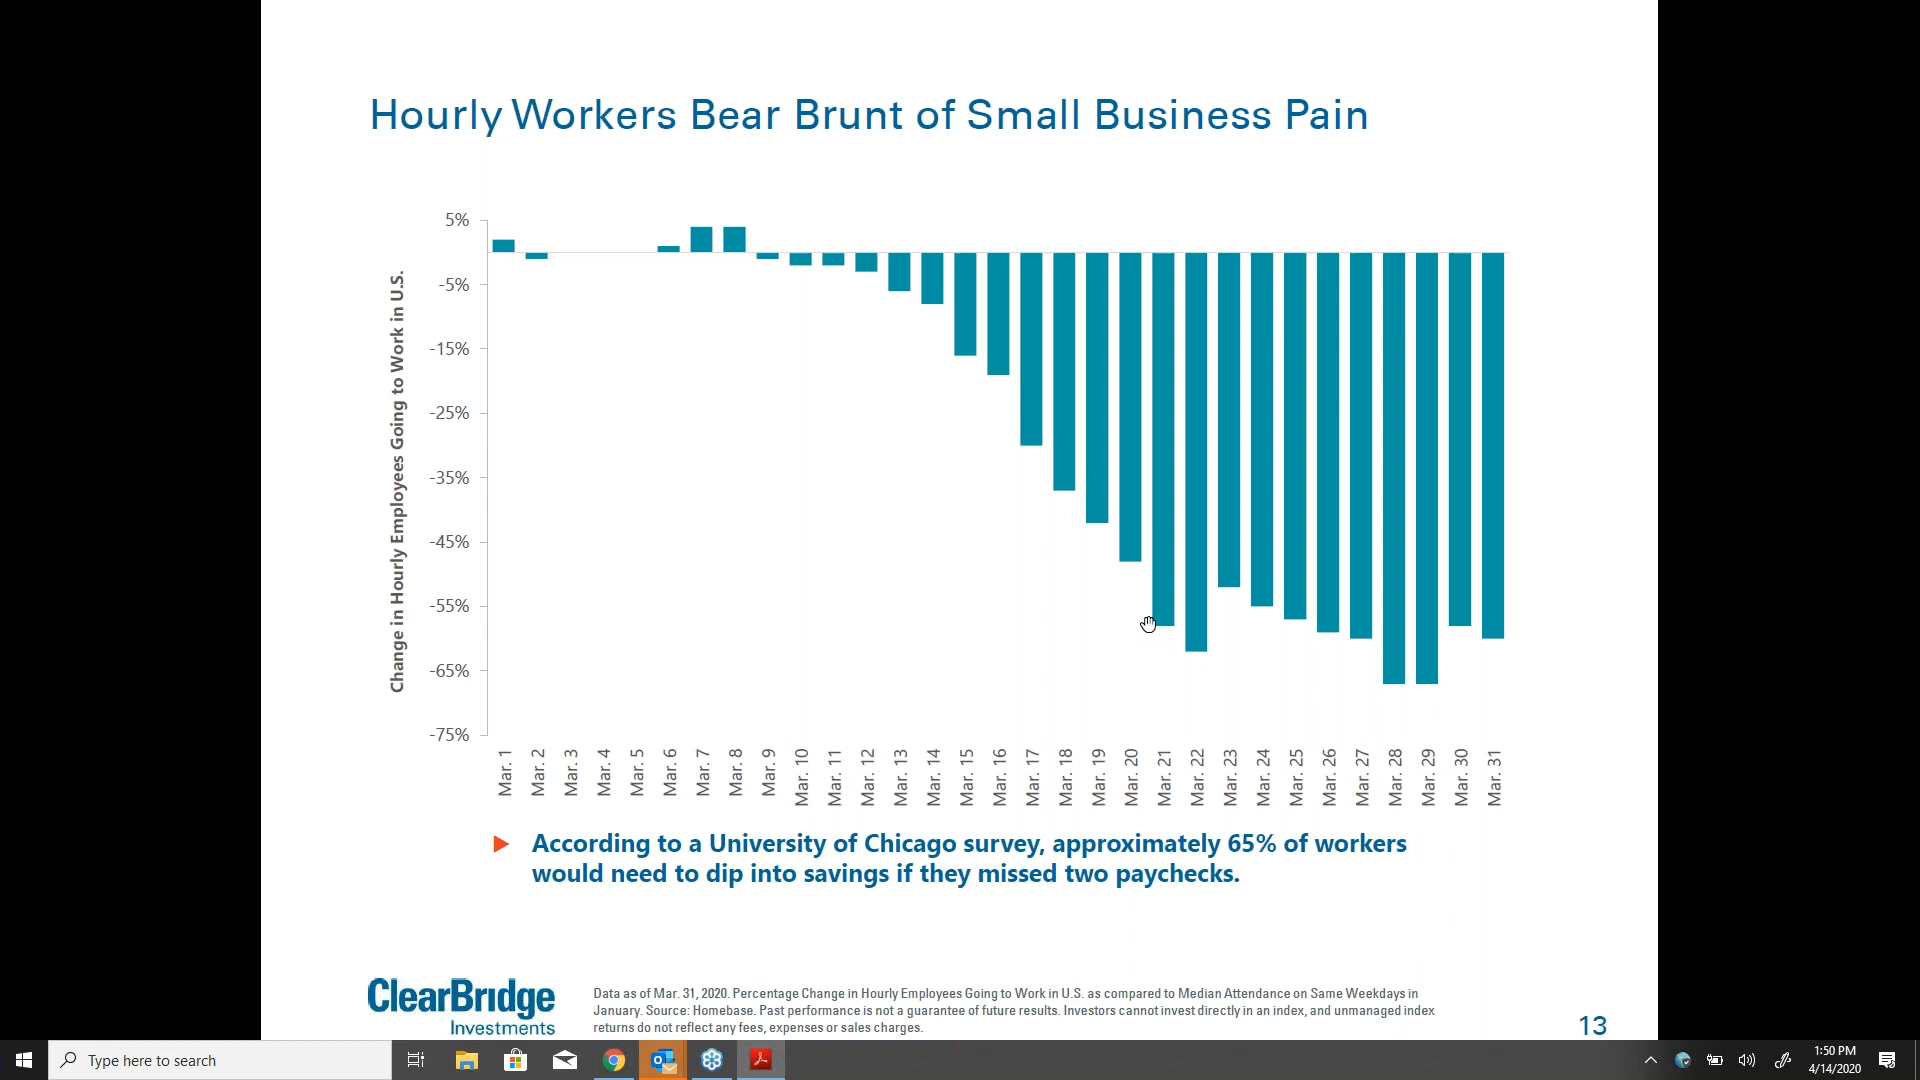 Hourly Workers Bear Brunt of Small Business Pain
Change in Hourly Employees Going to Work in U.S.
5%
-5%
-15%
-25%
-35%
-45%
-55%
-65%
-75%
Mar. 1
Mar. 2
Mar. 3
Mar. 4
Mar. 5
Mar. 6
Mar. 7
Mar. 8
Mar. 9
Mar. 10
Mar. 11
Mar. 12
Mar. 13
Mar. 14
Mar. 15
Mar. 16
Mar. 17
Mar. 18
Mar. 19
Mar. 20
Mar. 21
Mar. 22
Mar. 23
Mar. 24
Mar. 25
Mar. 26
Mar. 27
Mar. 28
Mar. 29
Mar. 30
Mar. 31
According to a University of Chicago survey, approximately 65% of workers
would need to dip into savings if they missed two paychecks.
ClearBridge
Investments
Data as of Mar. 31, 2020. Percentage Change in Hourly Employees Going to Work in U.S. as compared to Median Attendance on Same Weekdays in
January. Source: Homebase. Past performance is not a guarantee of future results. Investors cannot invest directly in an index, and unmanaged index
returns do not reflect any fees, expenses or sales charges.
13
Type here to search
1:50 PM
4/14/2020